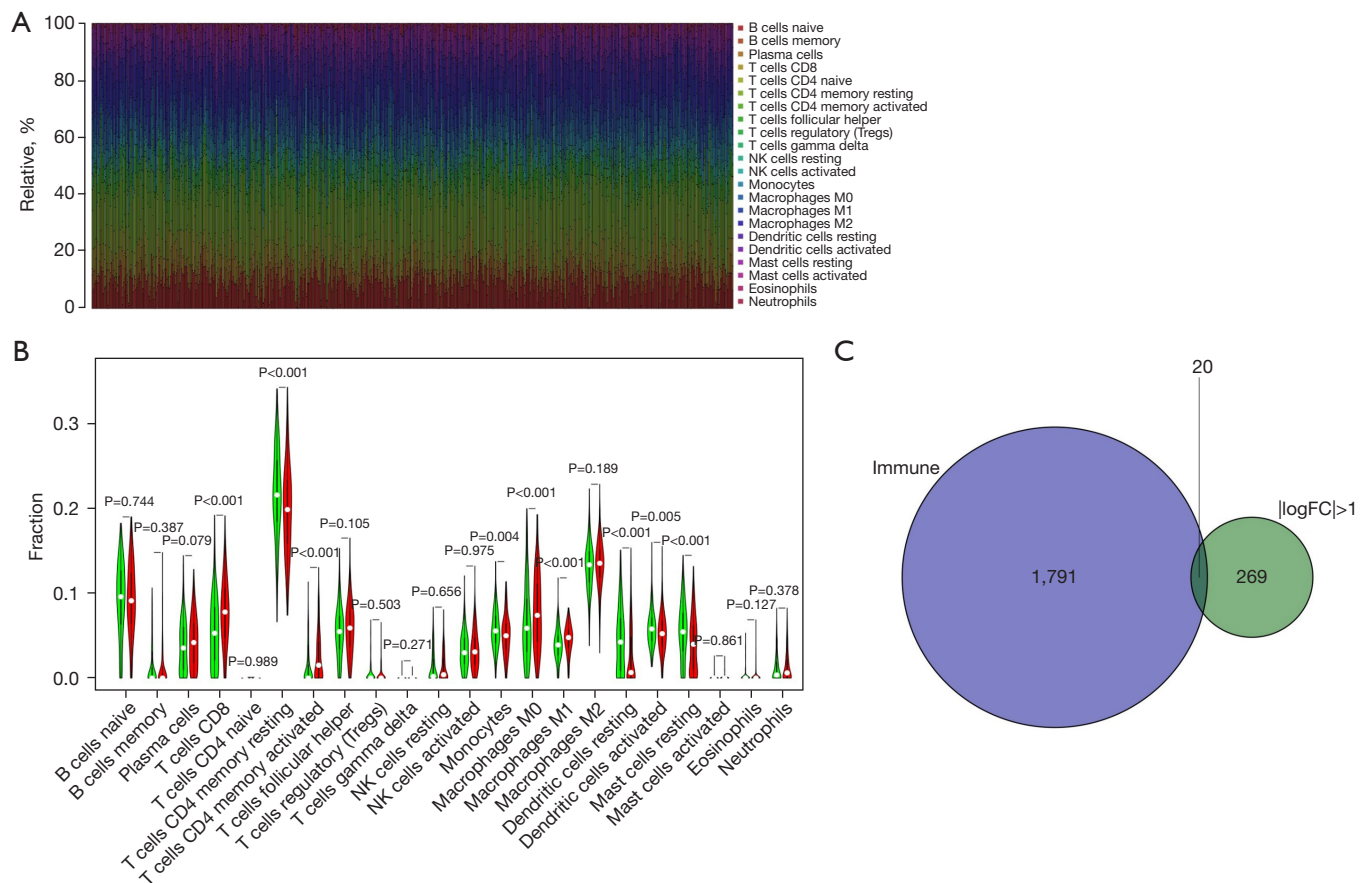 A
Relative, %
100
80
60
40
20
0
B cells naive
B cells memory
Plasma cells
T cells CD8
T cells CD4 naive
T cells CD4 memory resting
T cells CD4 memory activated
T cells follicular helper
T cells regulatory (Tregs)
T cells gamma delta
NK cells resting
NK cells activated
Monocytes
Macrophages M0
Macrophages M1
Macrophages M2
Dendritic cells resting
Dendritic cells activated
Mast cells resting
Mast cells activated
Eosinophils
Neutrophils
B
Fraction
0.3
0.2
0.1
0.0
P=0.744
P=0.387
P=0.079
P<0.001
P=0.989
P<0.001
P<0.001
P=0.105
P=0.503
P=0.271
P=0.656
P=0.975
P=0.004
P<0.001
P<0.001
P=0.189
P<0.001
P=0.005
P<0.001
P=0.861
P=0.127
P=0.378
B cells naive
B cells memory
Plasma cells
T cells CD8
T cells CD4 naive
T cells CD4 memory resting
T cells CD4 memory activated
T cells follicular helper
T cells regulatory (Tregs)
T cells gamma delta
NK cells resting
NK cells activated
Monocytes
Macrophages M0
Macrophages M1
Macrophages M2
Dendritic cells resting
Dendritic cells activated
Mast cells resting
Mast cells activated
Eosinophils
Neutrophils
C
20
Immune
|logFC|>1
1,791
269